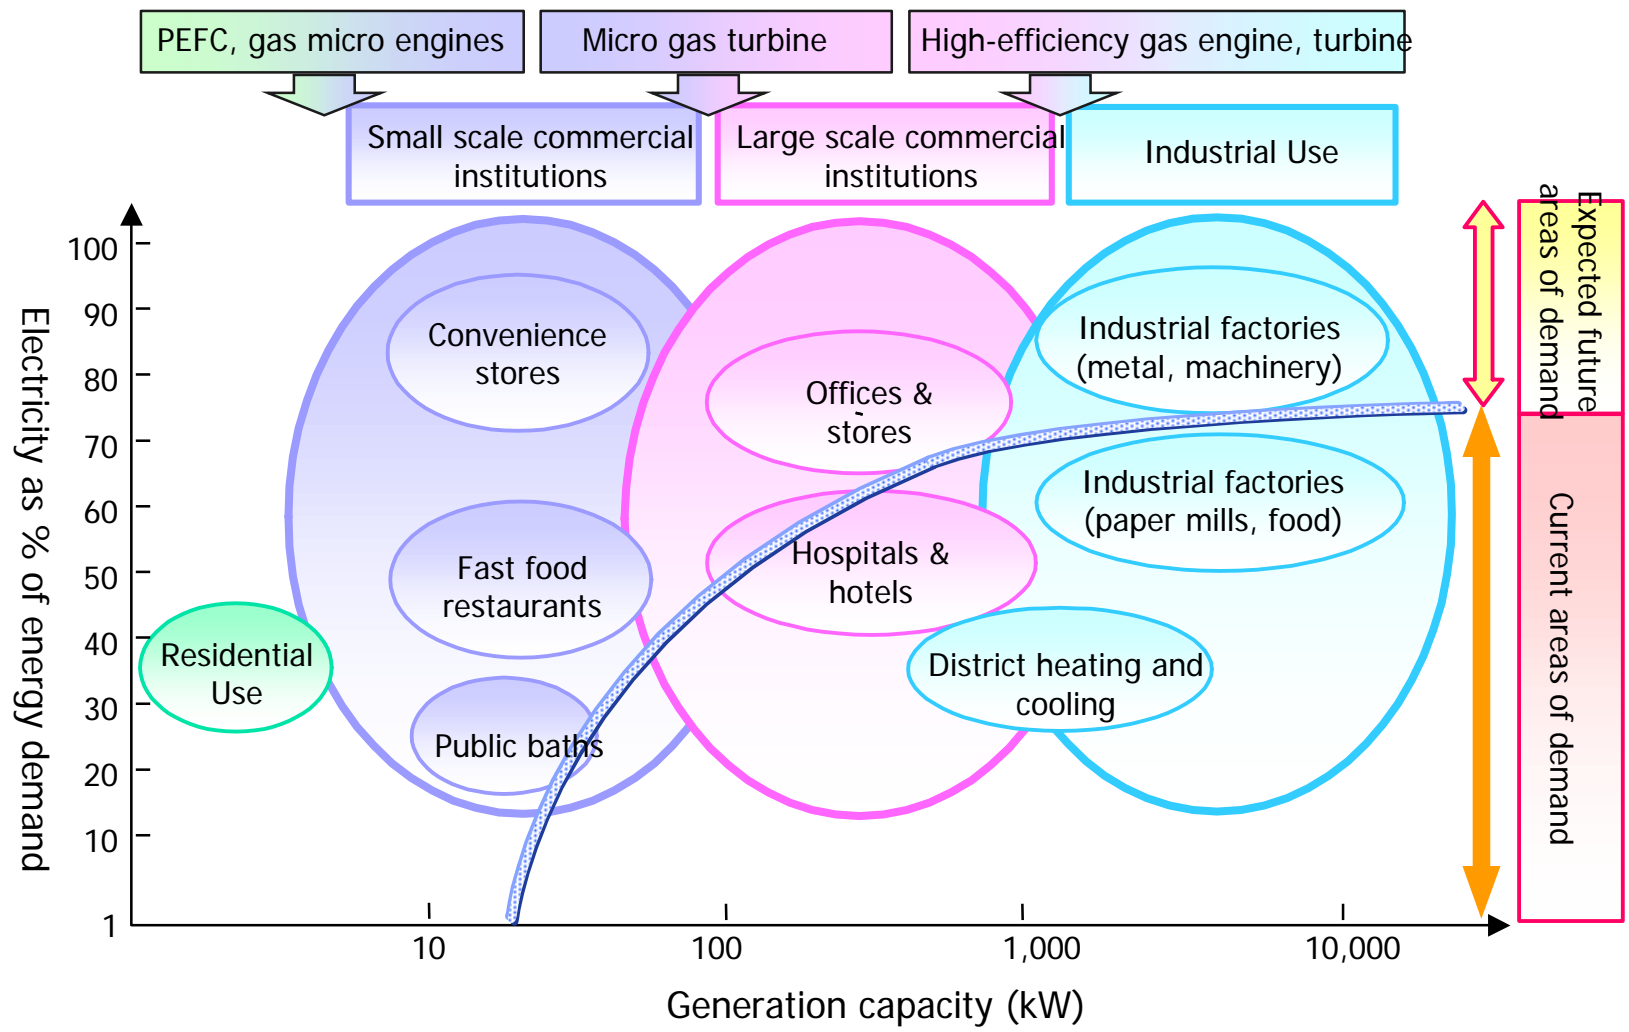 PEFC, gas micro engines
Micro gas turbine
High-efficiency gas engine, turbine
Small scale commercial
institutions
Large scale commercial
institutions
Industrial Use
Electricity as % of energy demand
100
90
80
70
60
50
40
30
20
10
1
Convenience
stores
Fast food
restaurants
Public baths
Residential
Use
Offices &
stores
Hospitals &
hotels
Industrial factories
(metal, machinery)
Industrial factories
(paper mills, food)
District heating and
cooling
Expected future
areas of demand
Current areas of demand
10
100
1,000
10,000
Generation capacity (kW)